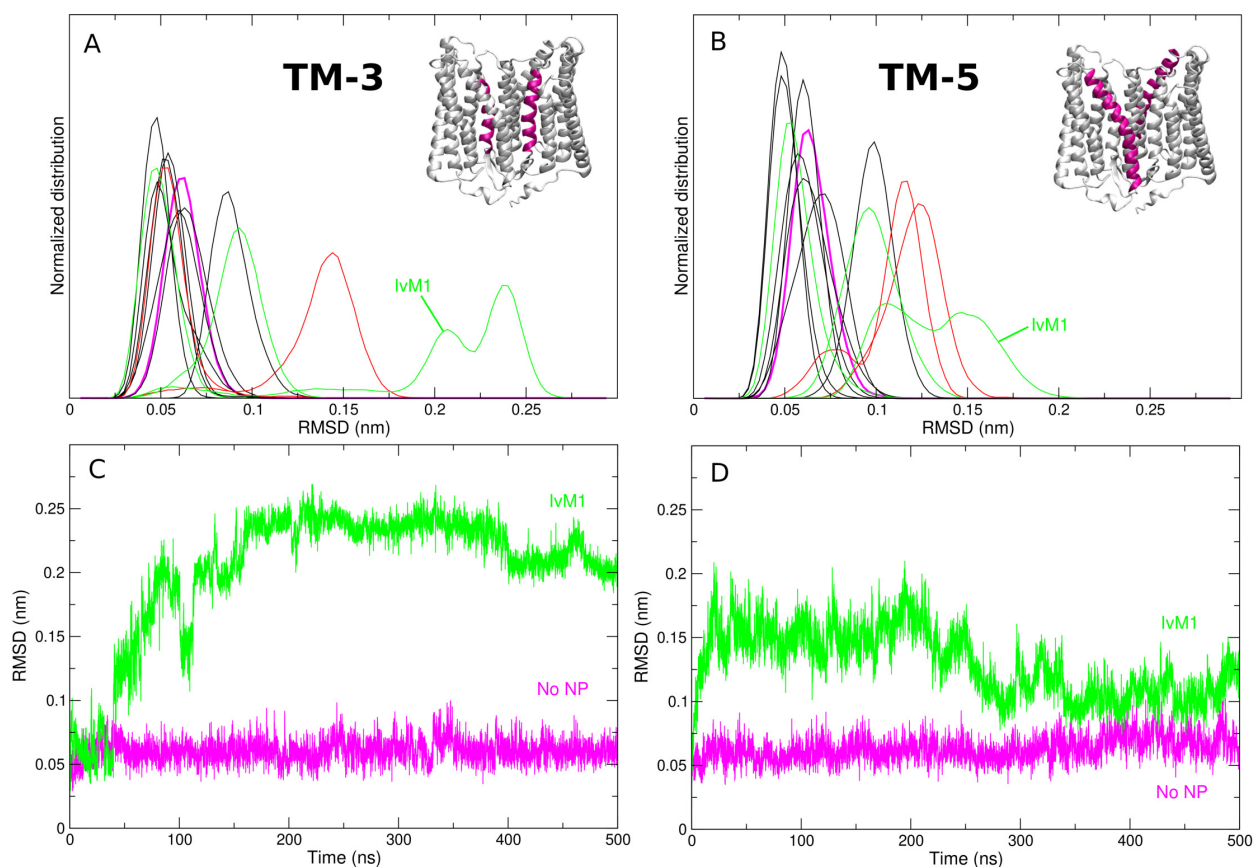 A
TM-3
Normalized distribution
IvM1
0 0.05 0.1 0.15 0.2 0.25
RMSD (nm)
B
TM-5
Normalized distribution
IvM1
0 0.05 0.1 0.15 0.2 0.25
RMSD (nm)
C
IvM1
No NP
RMSD (nm)
0.25
0.2
0.15
0.1
0.05
0
0 100 200 300 400 500
Time (ns)
D
IvM1
No NP
RMSD (nm)
0.25
0.2
0.15
0.1
0.05
0
0 100 200 300 400 500
Time (ns)